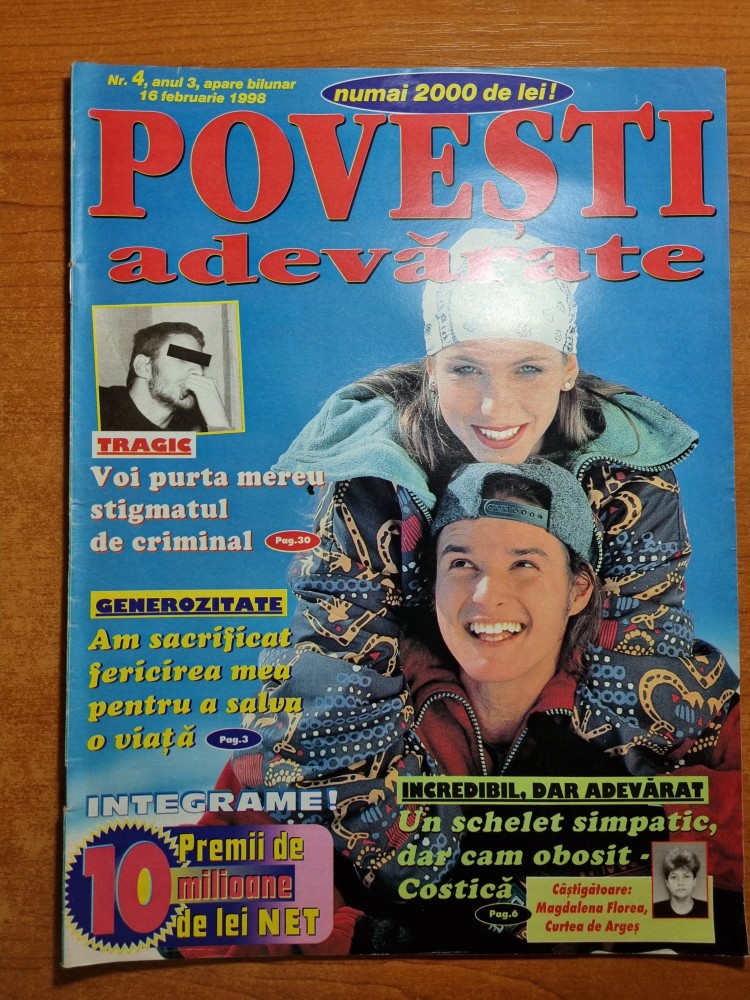 Nr. 4, anul 3, apare bilunar
16 februarie 1998
numai 2000 de lei!
POVEȘTI
adevărate
TRAGIC
Voi purta mereu
stigmatul
de criminal Pag.30
GENEROZITATE
Am sacrificat
fericirea mea
pentru a salva
o viață Pag.3
INTEGRAME!
10 Premii de
milioane
de lei NET
INCREDIBIL, DAR ADEVĂRAT
Un schelet simpatic,
dar cam obosit -
Costică
Pag.6
Câștigătoare:
Magdalena Florea,
Curtea de Argeș